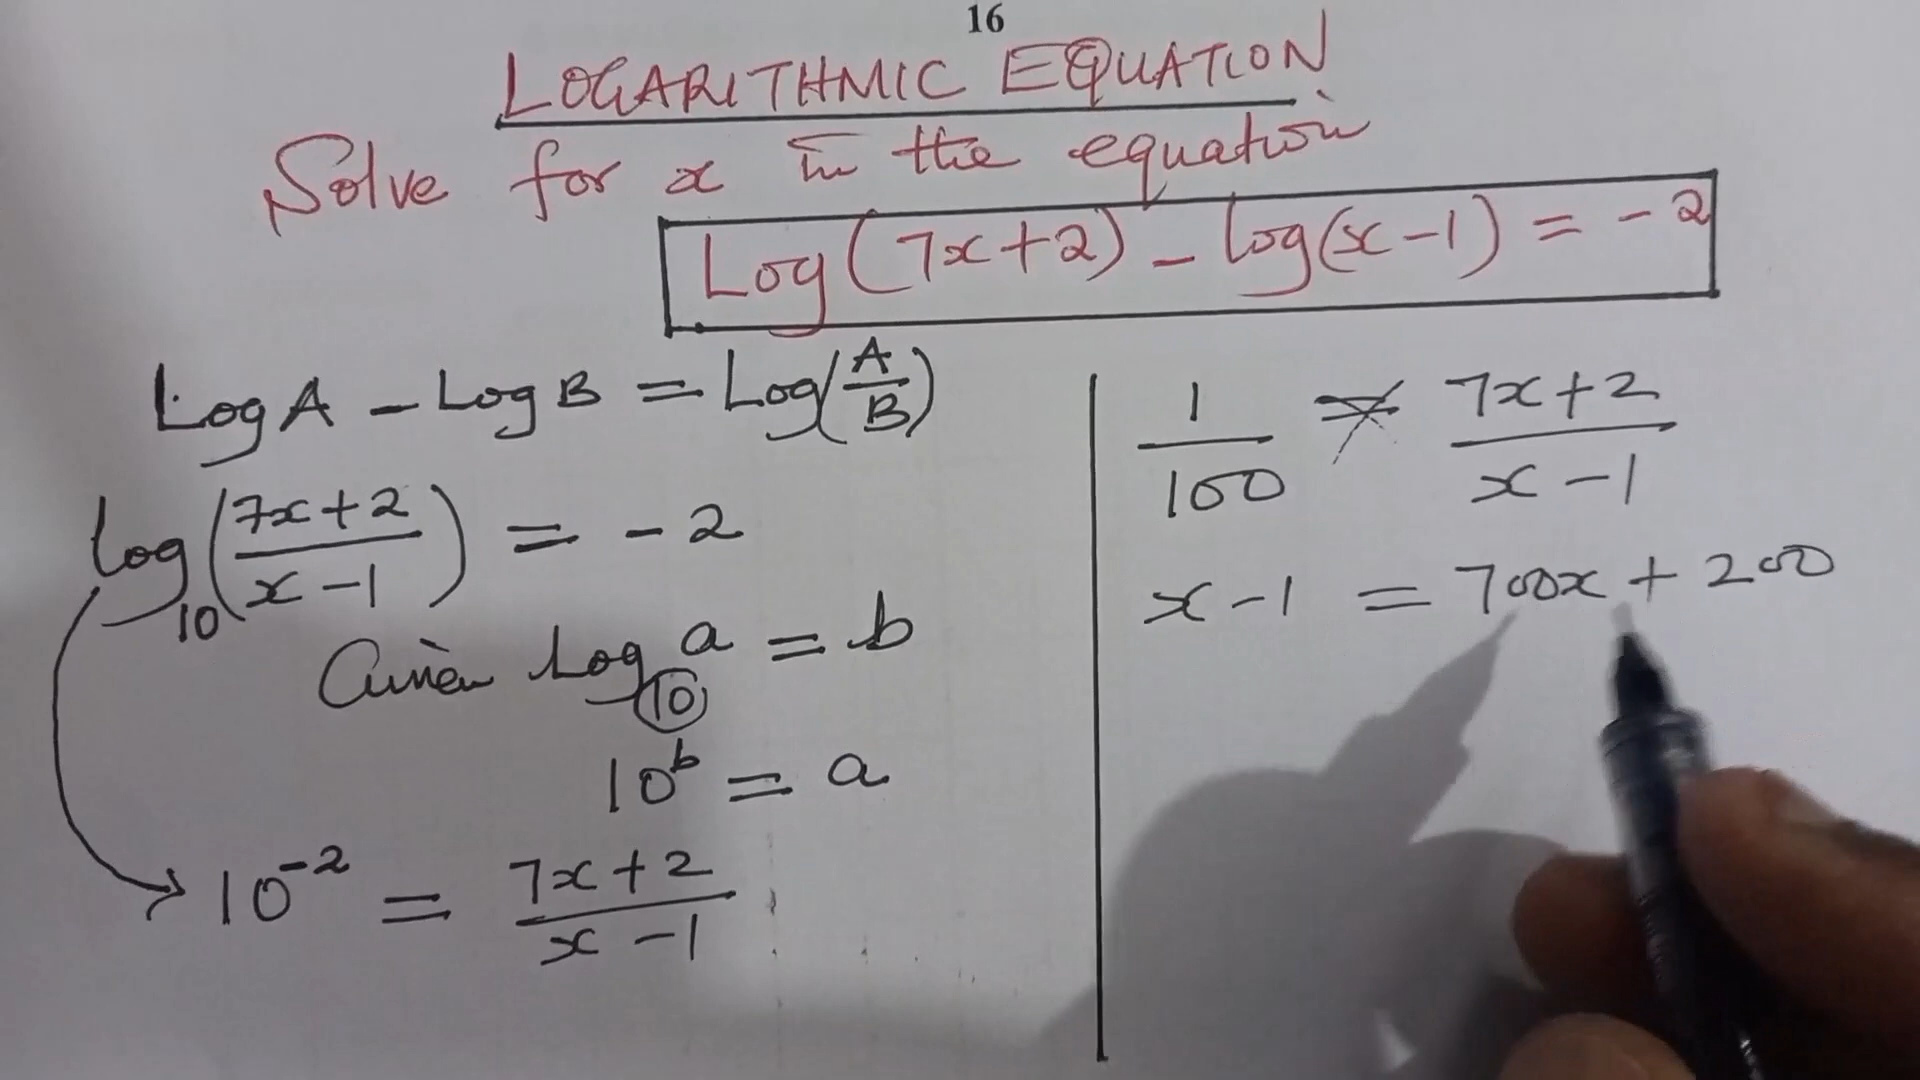 16
LOGARITHMIC EQUATION
Solve for x in the equation
Log(7x+2) - log(x-1) = -2
Log A - Log B = Log(A/B)
log₁₀((7x+2)/(x-1)) = -2
Given Log₁₀ a = b
10ᵇ = a
10⁻² = (7x+2)/(x-1)
1/100 = (7x+2)/(x-1)
x-1 = 700x + 200